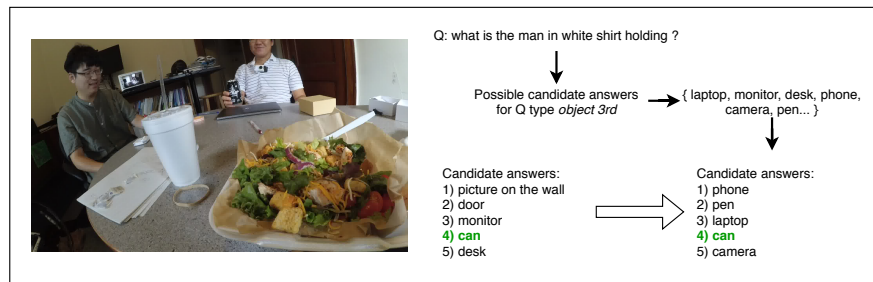 Q: what is the man in white shirt holding ?
Possible candidate answers
for Q type object 3rd
{ laptop, monitor, desk, phone,
camera, pen... }
Candidate answers:
1) picture on the wall
2) door
3) monitor
4) can
5) desk
Candidate answers:
1) phone
2) pen
3) laptop
4) can
5) camera